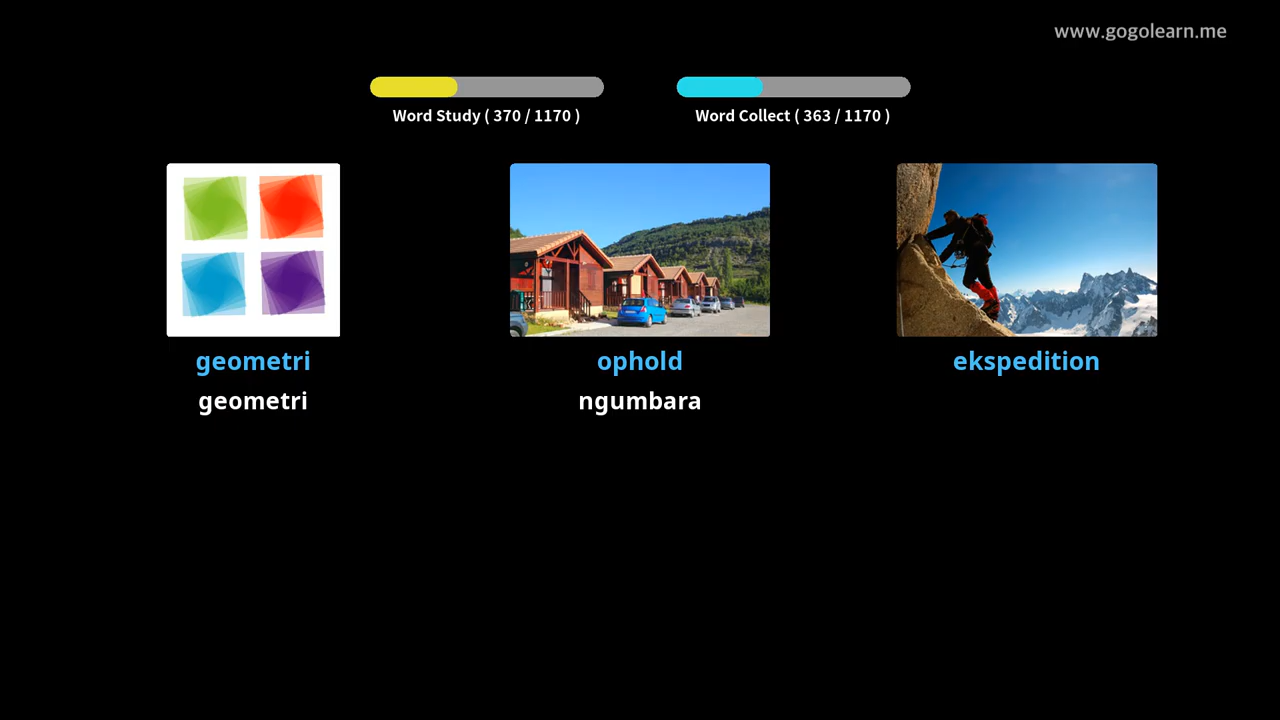 www.gogolearn.me
Word Study ( 370 / 1170 )
Word Collect ( 363 / 1170 )
geometri
ophold
ekspedition
geometri
ngumbara